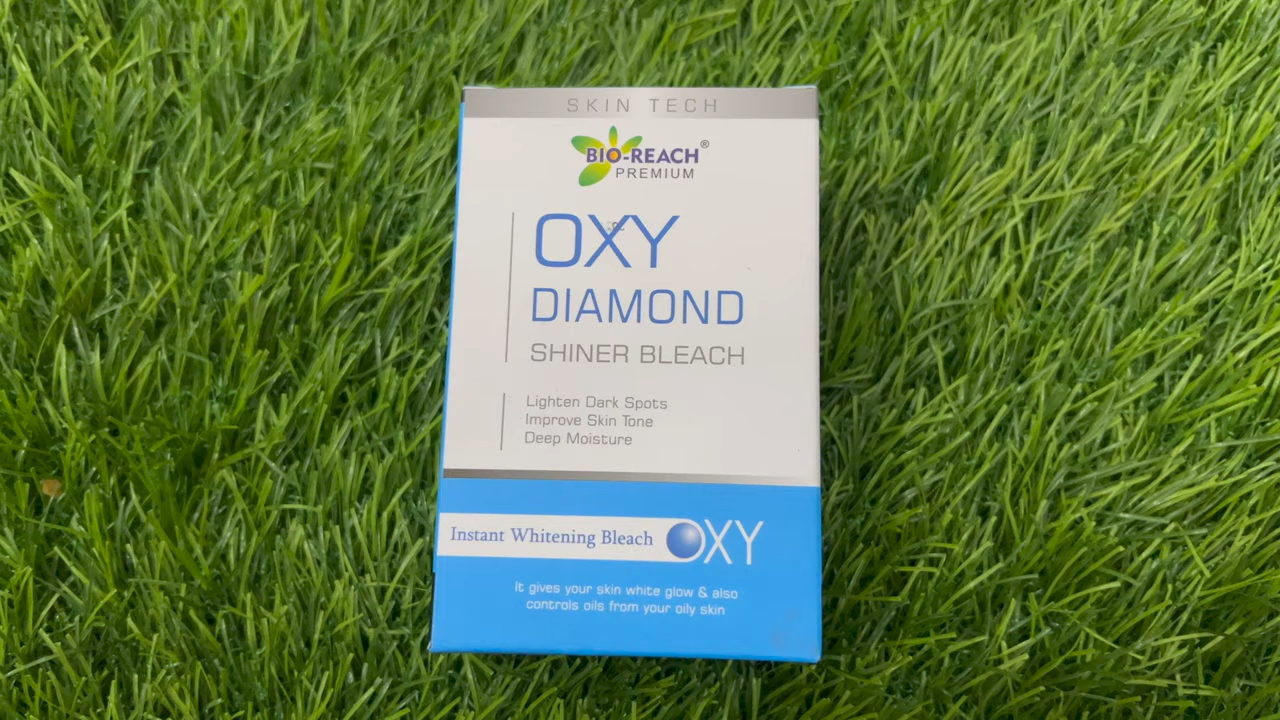 SKIN TECH
BIO-REACH®
PREMIUM
OXY
DIAMOND
SHINER BLEACH
Lighten Dark Spots
Improve Skin Tone
Deep Moisture
Instant Whitening Bleach OXY
It gives your skin white glow & also
controls oils from your oily skin